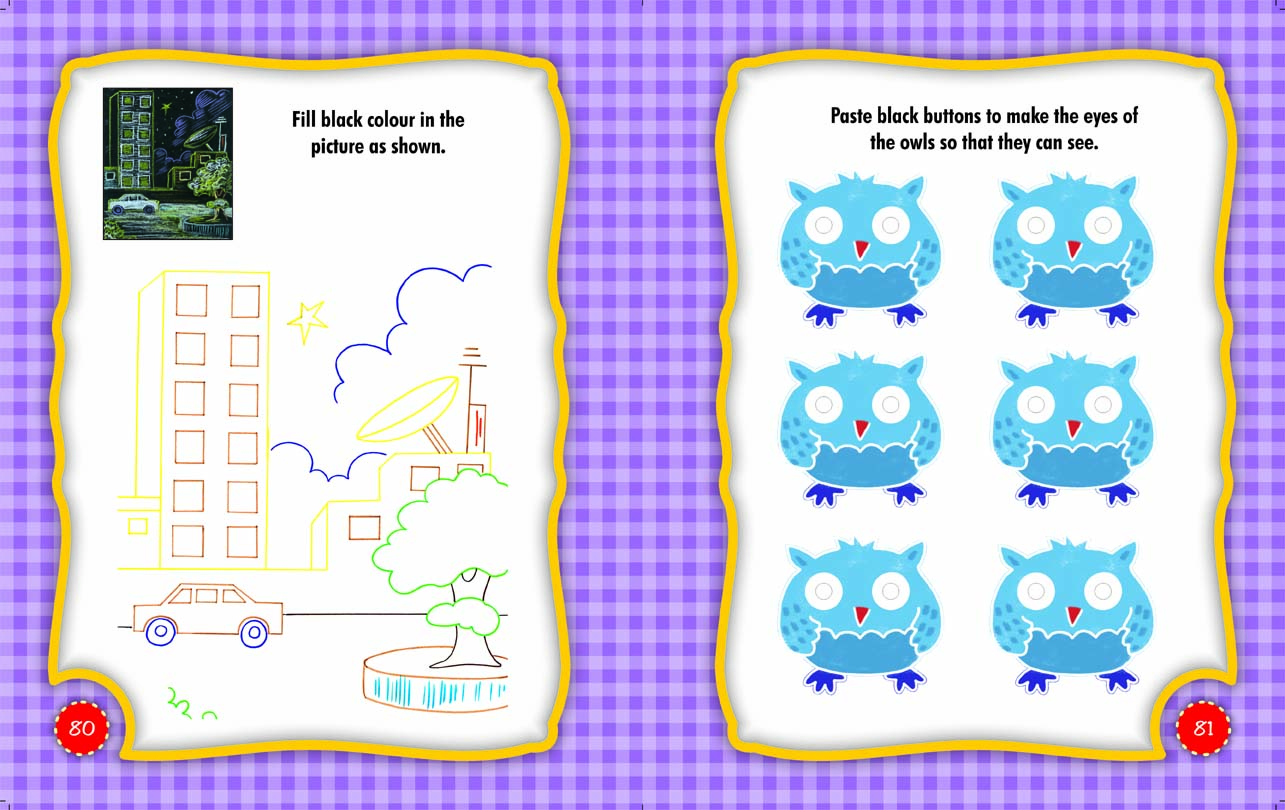 Fill black colour in the
picture as shown.
80
Paste black buttons to make the eyes of
the owls so that they can see.
81